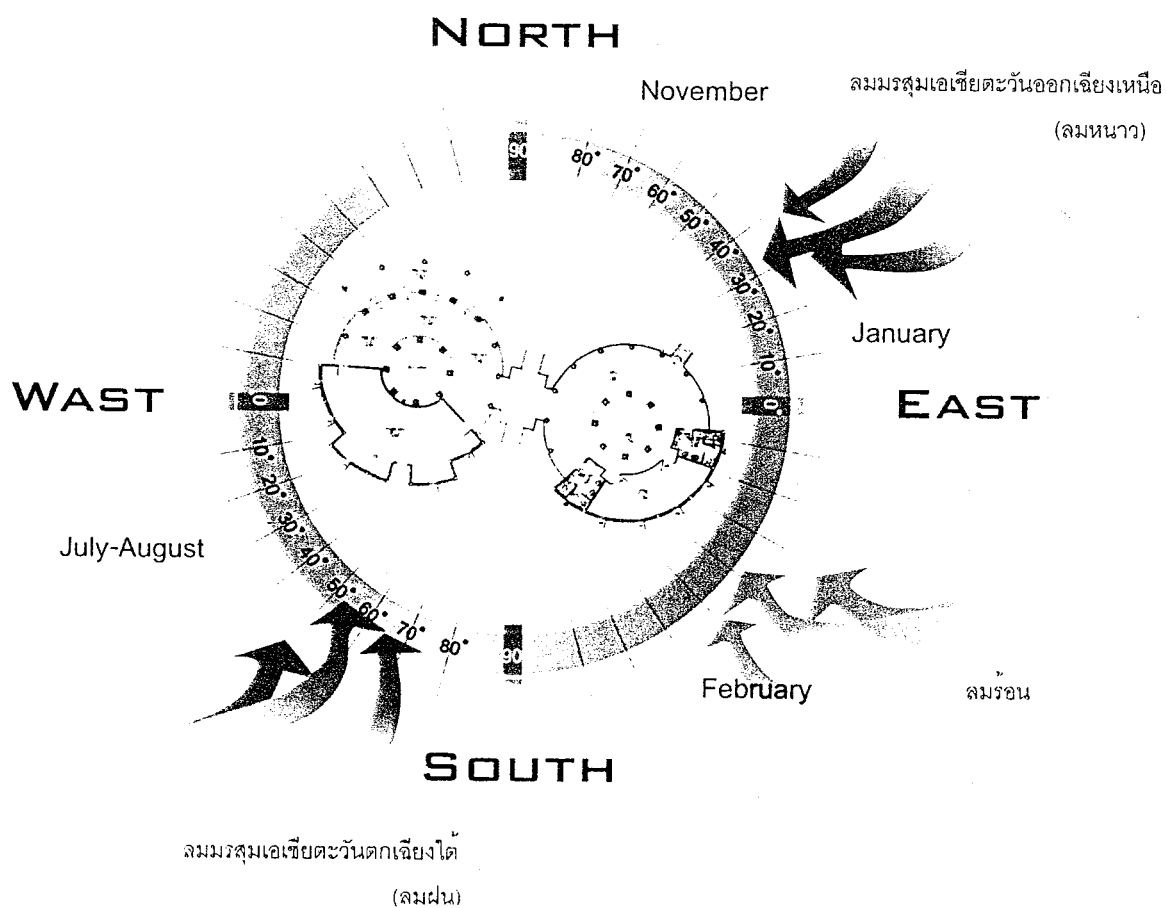 NORTH
November
ลมมรสุมเอเชียตะวันออกเฉียงเหนือ
(ลมหนาว)
90
80°
70°
60°
50°
40°
30°
20°
10°
0°
January
WAST
EAST
0
10°
20°
30°
40°
50°
60°
70°
80°
90
July-August
February
ลมร้อน
SOUTH
ลมมรสุมเอเชียตะวันตกเฉียงใต้
(ลมฝน)